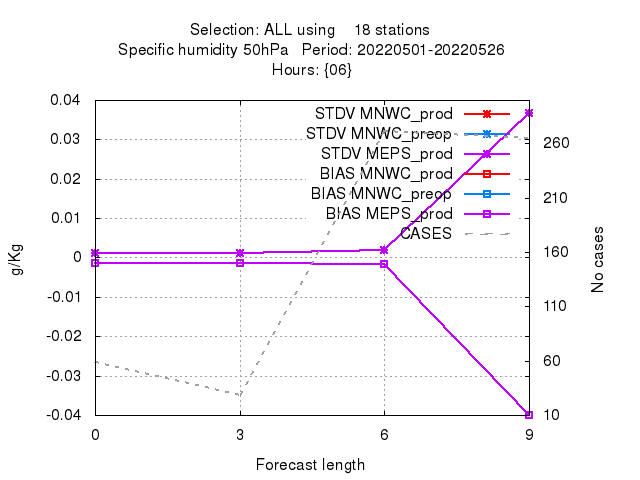 Selection: ALL using 18 stations
Specific humidity 50hPa Period: 20220501-20220526
Hours: {06}
STDV MNWC_prod
STDV MNWC_preop
STDV MEPS_prod
BIAS MNWC_prod
BIAS MNWC_preop
BIAS MEPS_prod
CASES
g/Kg
0.04
0.03
0.02
0.01
0
-0.01
-0.02
-0.03
-0.04
No cases
260
210
160
110
60
10
0 3 6 9
Forecast length